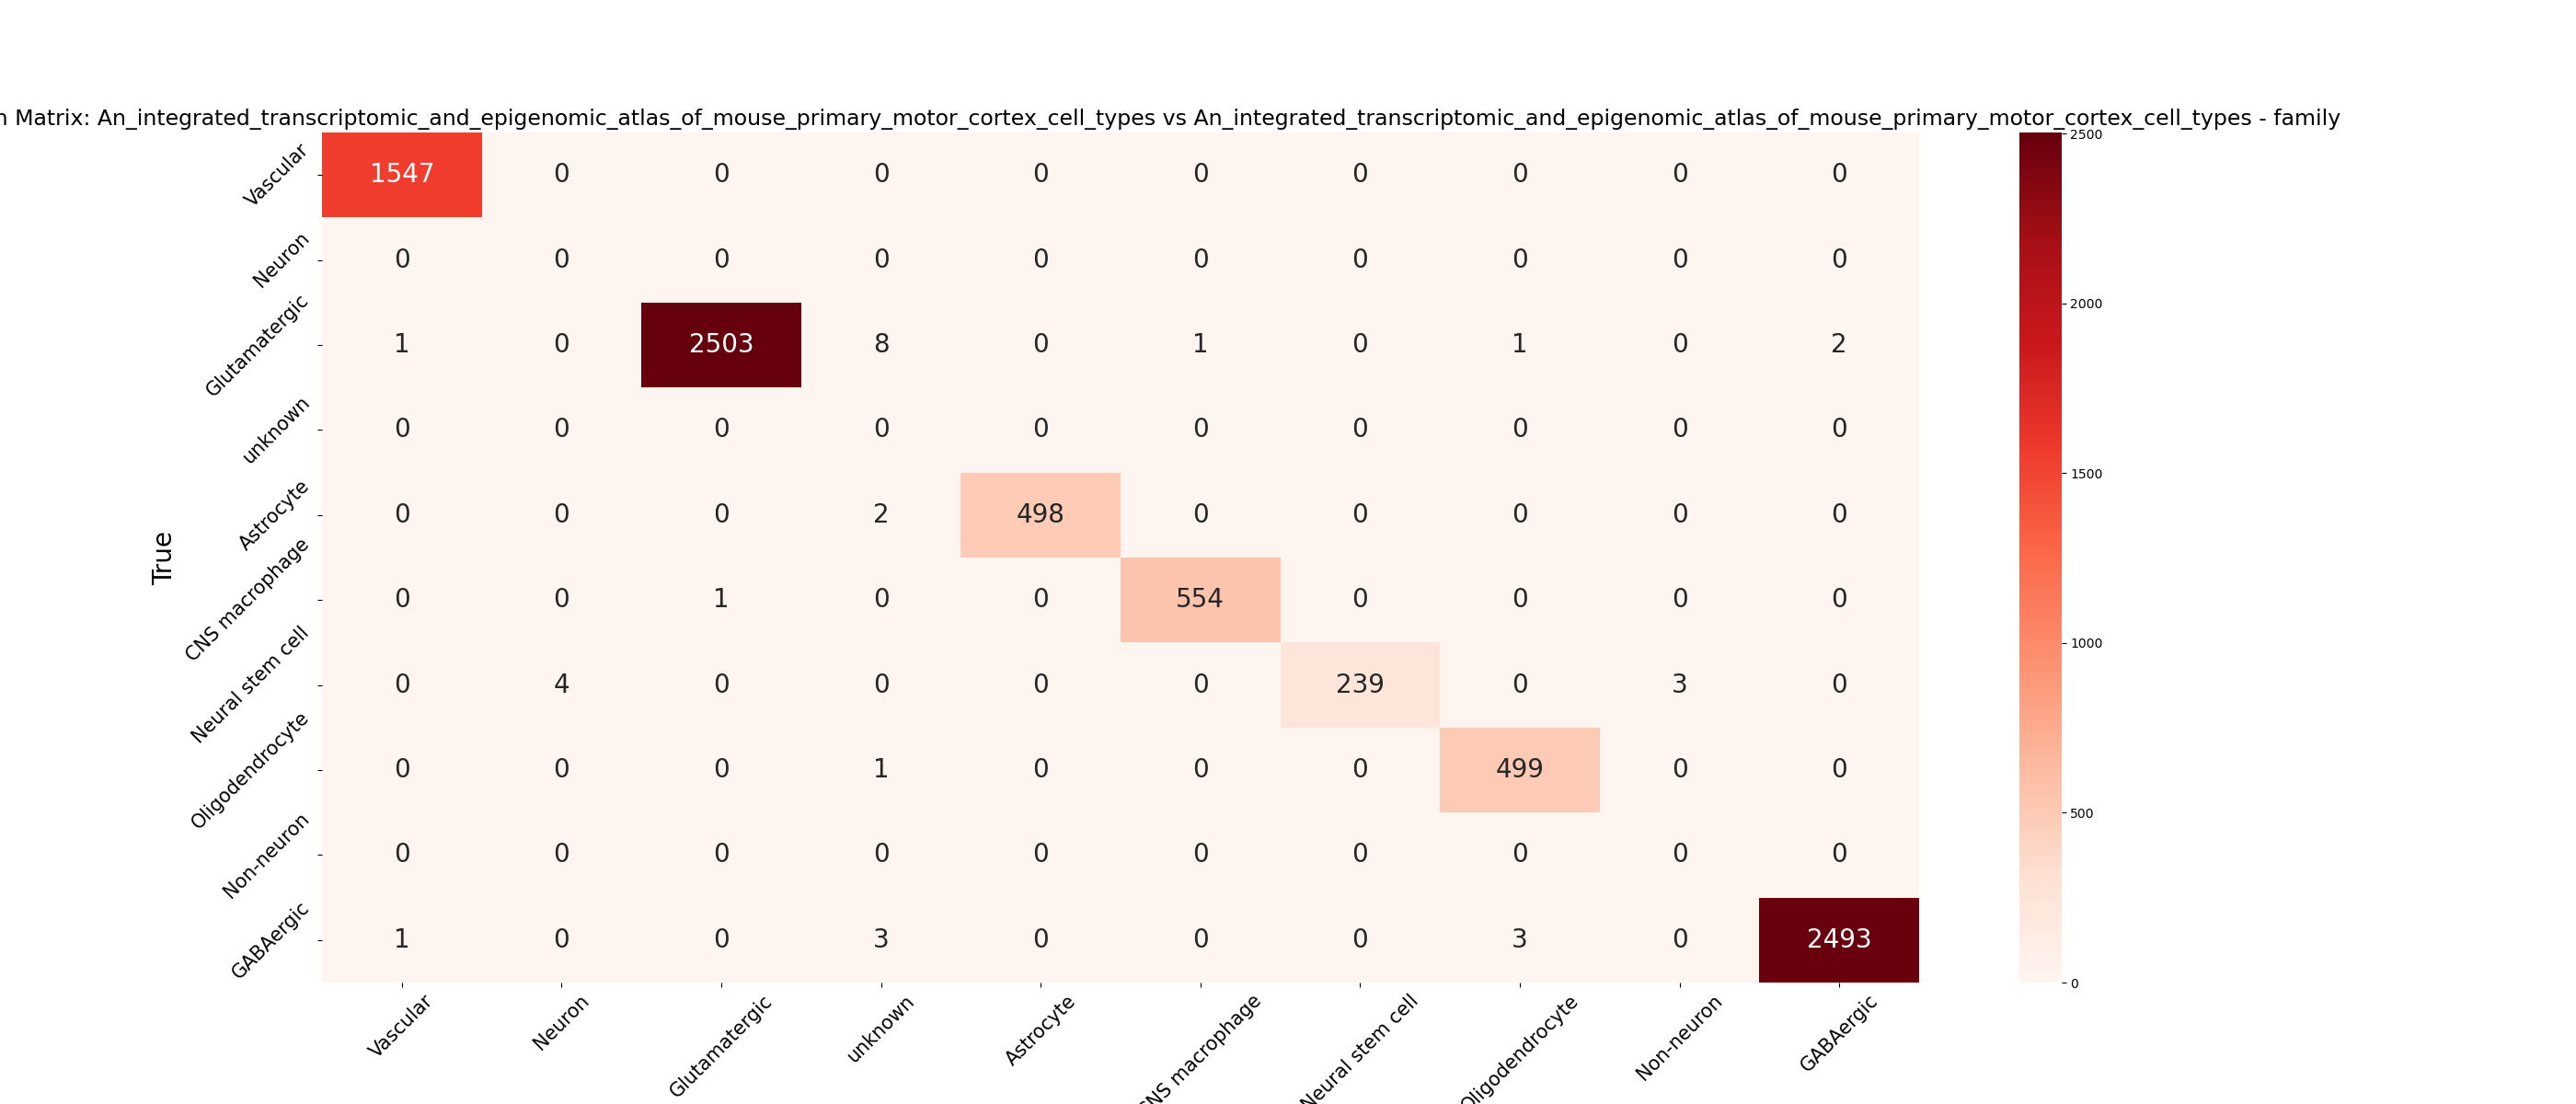 Matrix: An_integrated_transcriptomic_and_epigenomic_atlas_of_mouse_primary_motor_cortex_cell_types vs An_integrated_transcriptomic_and_epigenomic_atlas_of_mouse_primary_motor_cortex_cell_types - family
True
Vascular 1547 0 0 0 0 0 0 0 0 0
Neuron 0 0 0 0 0 0 0 0 0 0
Glutamatergic 1 0 2503 8 0 1 0 1 0 2
unknown 0 0 0 0 0 0 0 0 0 0
Astrocyte 0 0 0 2 498 0 0 0 0 0
CNS macrophage 0 0 1 0 0 554 0 0 0 0
Neural stem cell 0 4 0 0 0 0 239 0 3 0
Oligodendrocyte 0 0 0 1 0 0 0 499 0 0
Non-neuron 0 0 0 0 0 0 0 0 0 0
GABAergic 1 0 0 3 0 0 0 3 0 2493
Vascular Neuron Glutamatergic unknown Astrocyte CNS macrophage Neural stem cell Oligodendrocyte Non-neuron GABAergic
2500
2000
1500
1000
500
0